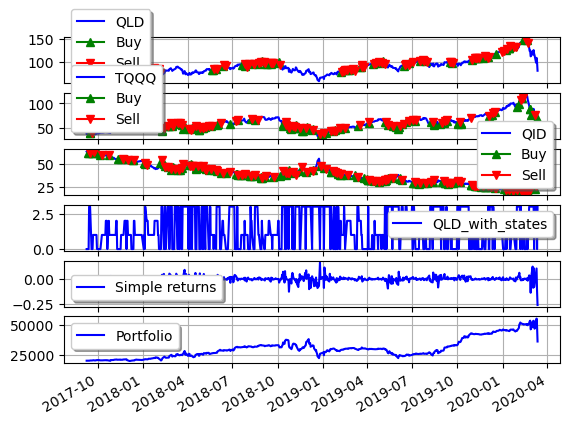 QLD
Buy
Sell
150
100
TQQQ
Buy
Sell
100
50
QID
Buy
Sell
50
25
2.5
0.0
QLD_with_states
0.00
−0.25
Simple returns
50000
25000
Portfolio
2017-10
2018-01
2018-04
2018-07
2018-10
2019-01
2019-04
2019-07
2019-10
2020-01
2020-04